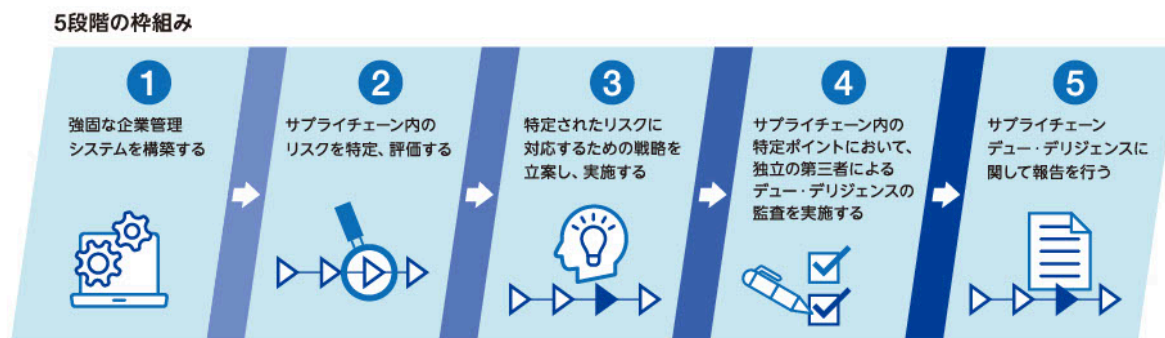 5段階の枠組み
1
強固な企業管理
システムを構築する
2
サプライチェーン内の
リスクを特定、評価する
3
特定されたリスクに
対応するための戦略を
立案し、実施する
4
サプライチェーン内の
特定ポイントにおいて、
独立の第三者による
デュー・デリジェンスの
監査を実施する
5
サプライチェーン
デュー・デリジェンスに
関して報告を行う